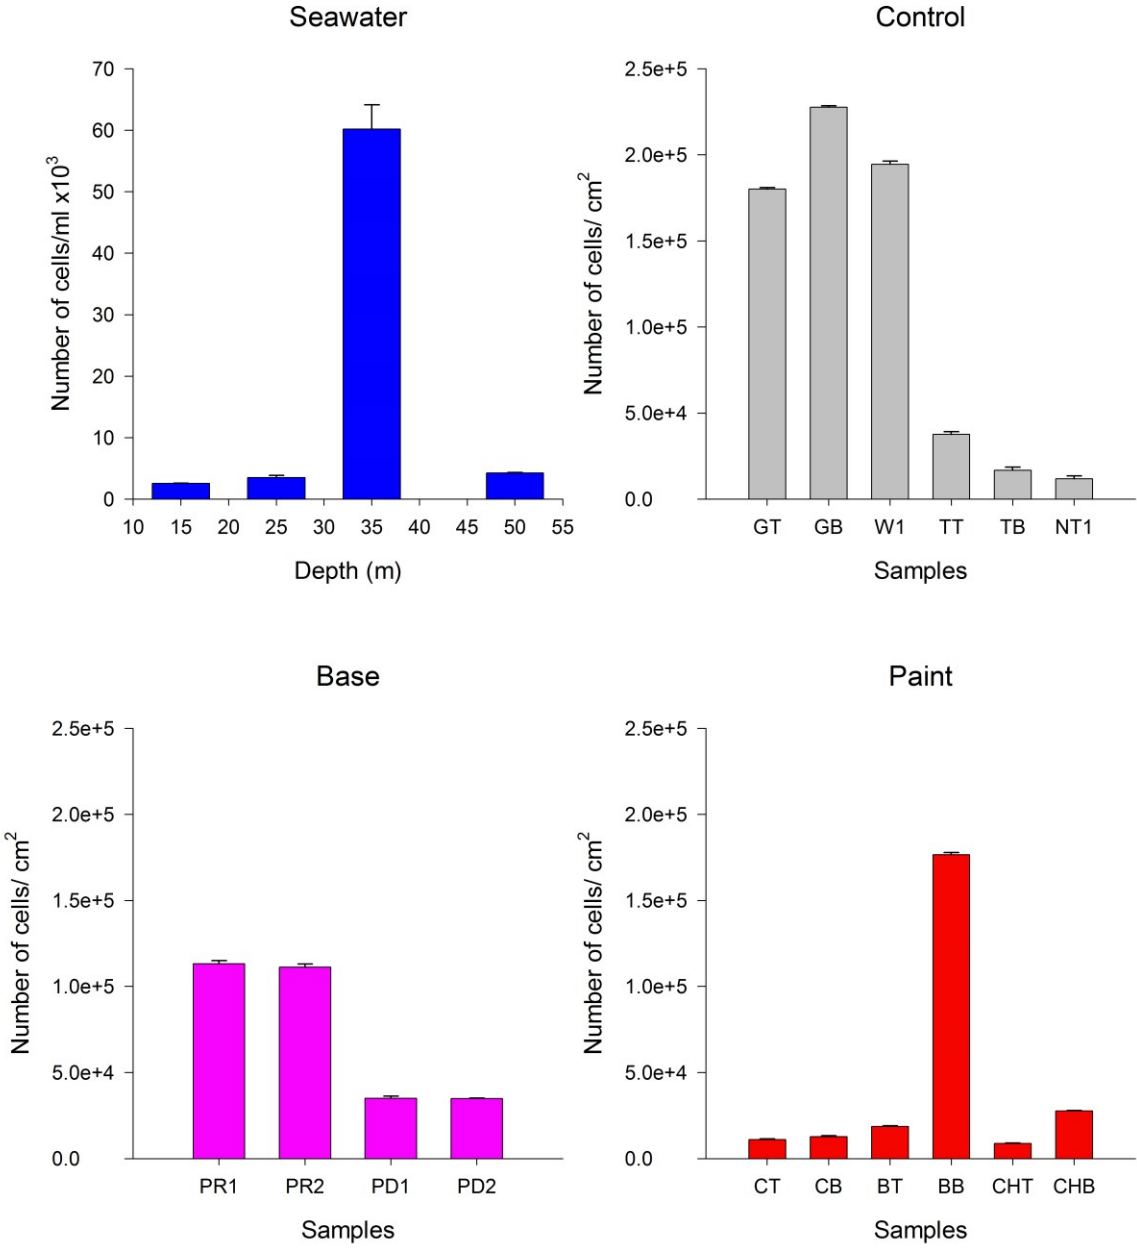 Seawater
Number of cells/ml x10³
70
60
50
40
30
20
10
0
10 15 20 25 30 35 40 45 50 55
Depth (m)
Control
Number of cells/ cm²
2.5e+5
2.0e+5
1.5e+5
1.0e+5
5.0e+4
0.0
GT GB W1 TT TB NT1
Samples
Base
Number of cells/ cm²
2.5e+5
2.0e+5
1.5e+5
1.0e+5
5.0e+4
0.0
PR1 PR2 PD1 PD2
Samples
Paint
Number of cells/ cm²
2.5e+5
2.0e+5
1.5e+5
1.0e+5
5.0e+4
0.0
CT CB BT BB CHT CHB
Samples